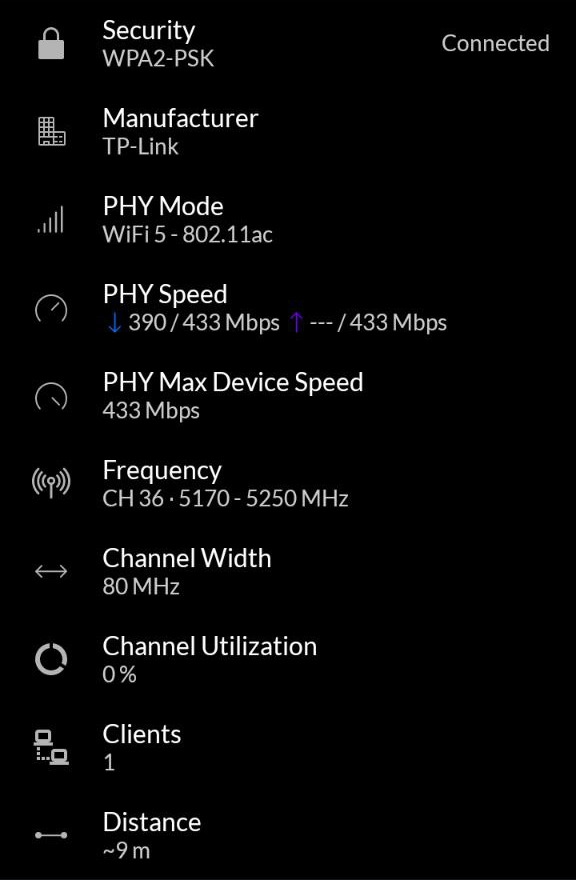 Security
WPA2-PSK
Connected
Manufacturer
TP-Link
PHY Mode
WiFi 5 - 802.11ac
PHY Speed
↓ 390 / 433 Mbps ↑ --- / 433 Mbps
PHY Max Device Speed
433 Mbps
Frequency
CH 36 · 5170 - 5250 MHz
Channel Width
80 MHz
Channel Utilization
0 %
Clients
1
Distance
~9 m